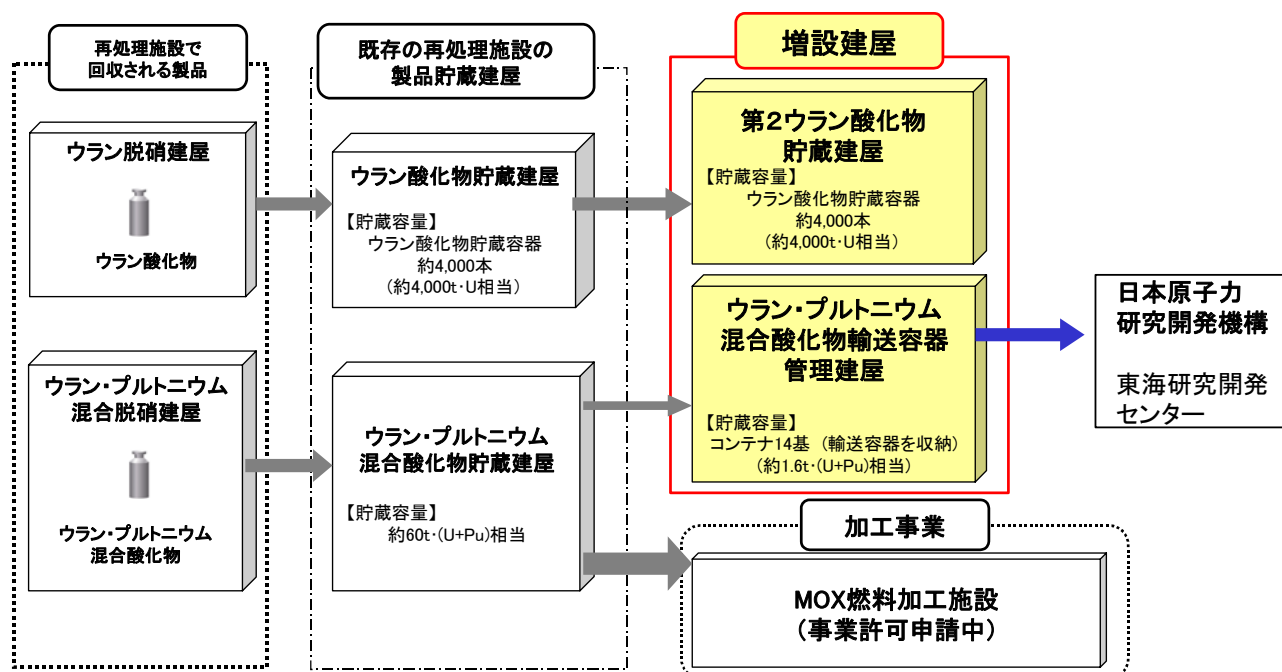 再処理施設で
回収される製品
ウラン脱硝建屋
ウラン酸化物
ウラン・プルトニウム
混合脱硝建屋
ウラン・プルトニウム
混合酸化物
既存の再処理施設の
製品貯蔵建屋
ウラン酸化物貯蔵建屋
【貯蔵容量】
ウラン酸化物貯蔵容器
約4,000本
(約4,000t・U相当)
ウラン・プルトニウム
混合酸化物貯蔵建屋
【貯蔵容量】
約60t・(U+Pu)相当
増設建屋
第2ウラン酸化物
貯蔵建屋
【貯蔵容量】
ウラン酸化物貯蔵容器
約4,000本
(約4,000t・U相当)
ウラン・プルトニウム
混合酸化物輸送容器
管理建屋
【貯蔵容量】
コンテナ14基 (輸送容器を収納)
(約1.6t・(U+Pu)相当)
日本原子力
研究開発機構
東海研究開発
センター
加工事業
MOX燃料加工施設
(事業許可申請中)